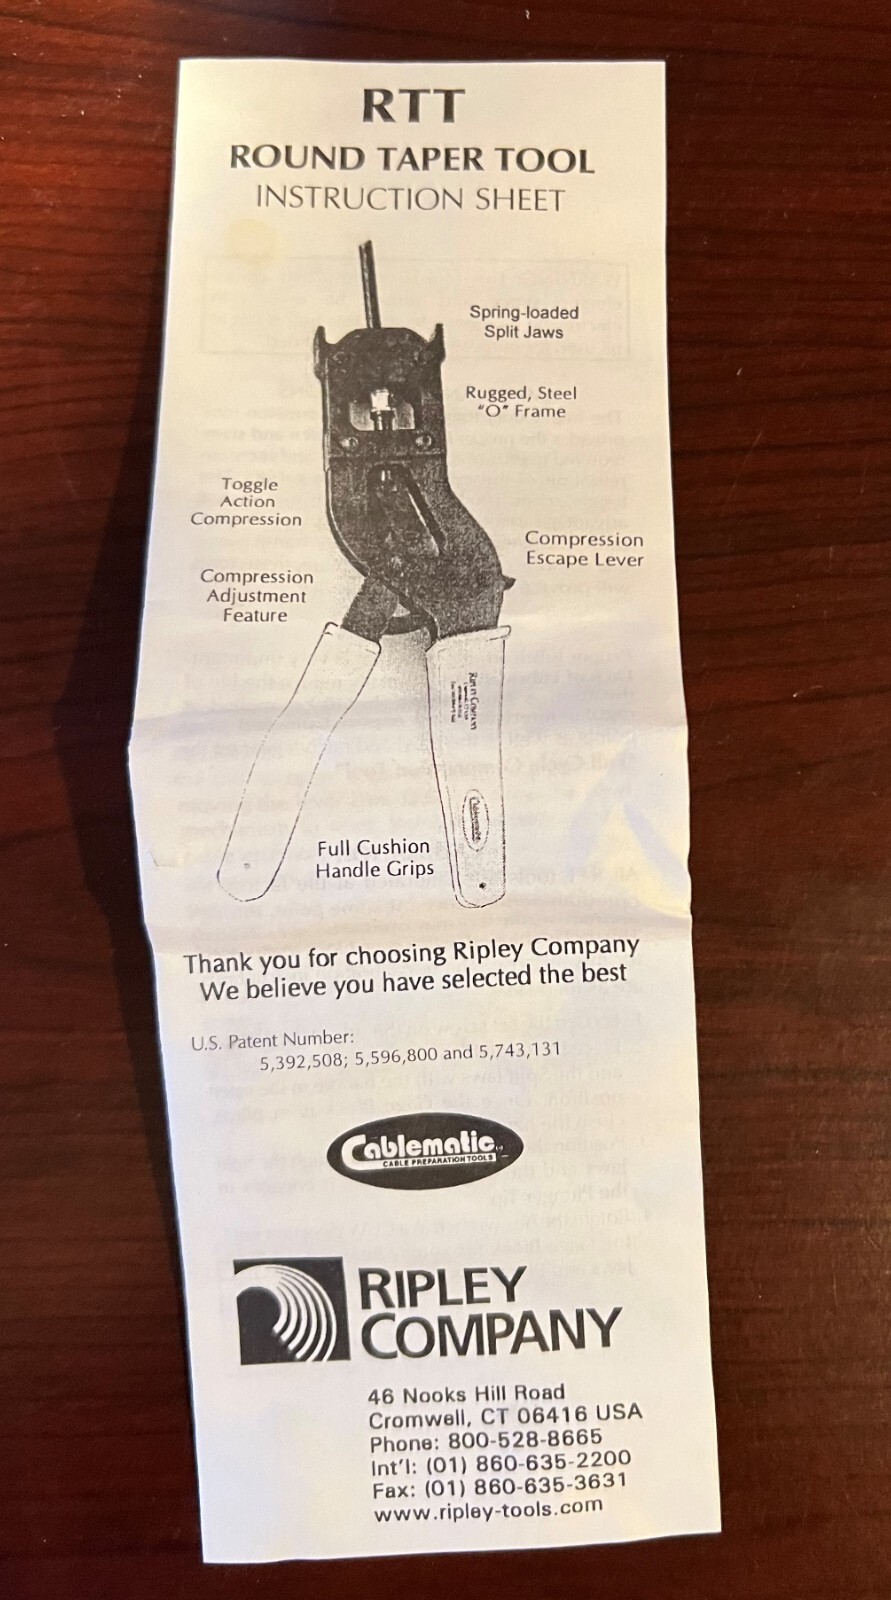 RTT
ROUND TAPER TOOL
INSTRUCTION SHEET
Spring-loaded
Split Jaws
Rugged, Steel
"O" Frame
Toggle
Action
Compression
Compression
Escape Lever
Compression
Adjustment
Feature
RIPLEY COMPANY
Cablematic
Full Cushion
Handle Grips
Thank you for choosing Ripley Company
We believe you have selected the best
U.S. Patent Number:
5,392,508; 5,596,800 and 5,743,131
Cablematic
CABLE PREPARATION TOOLS
RIPLEY
COMPANY
46 Nooks Hill Road
Cromwell, CT 06416 USA
Phone: 800-528-8665
Int'l: (01) 860-635-2200
Fax: (01) 860-635-3631
www.ripley-tools.com